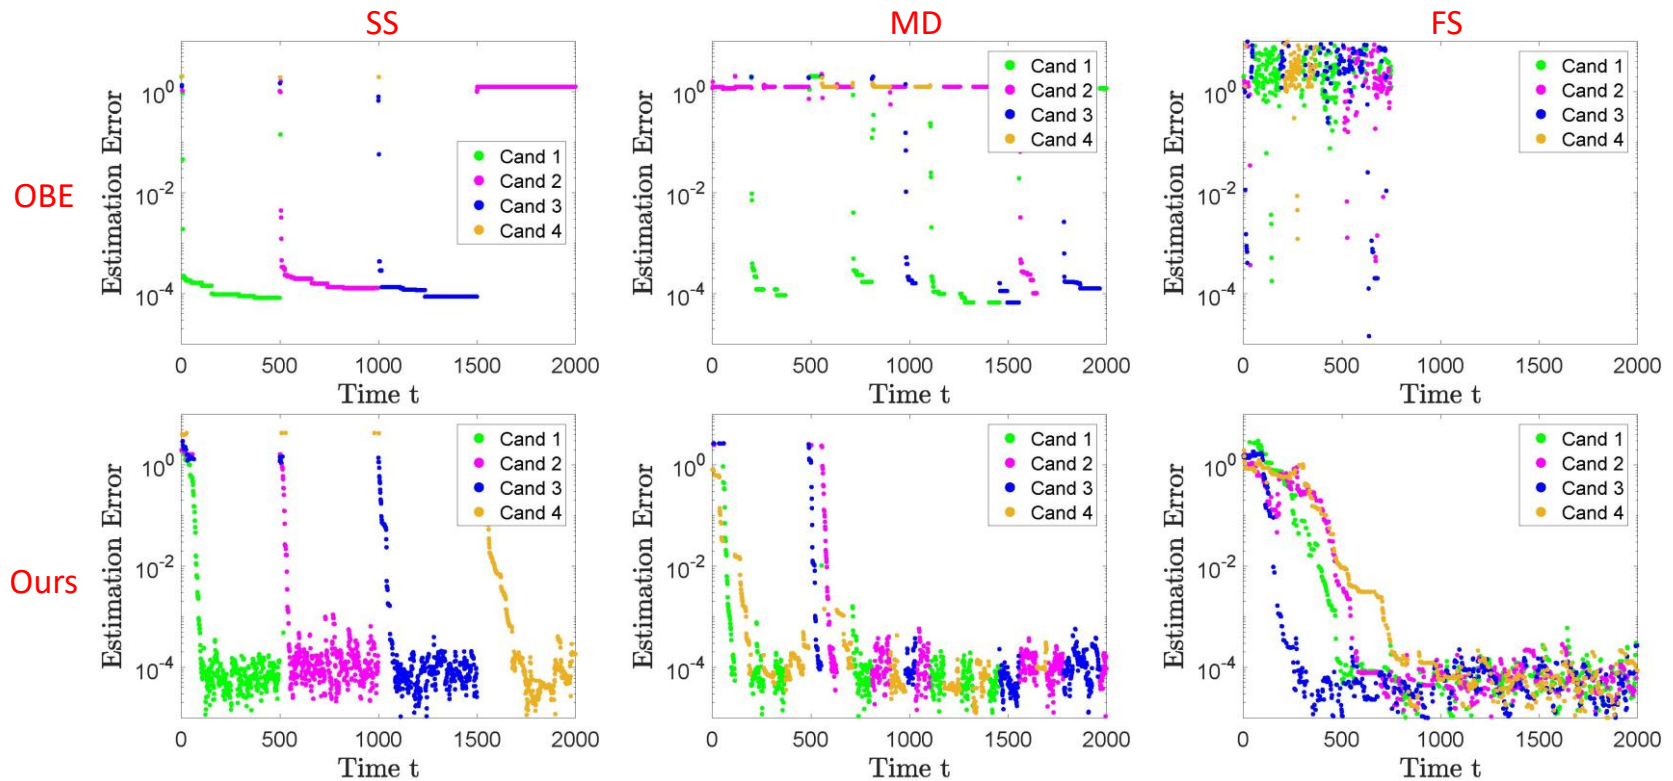 SS
MD
FS
OBE
Estimation Error
10^0
10^-2
10^-4
Cand 1
Cand 2
Cand 3
Cand 4
0
500
1000
1500
2000
Time t
Estimation Error
10^0
10^-2
10^-4
Cand 1
Cand 2
Cand 3
Cand 4
0
500
1000
1500
2000
Time t
Estimation Error
10^0
10^-2
10^-4
Cand 1
Cand 2
Cand 3
Cand 4
0
500
1000
1500
2000
Time t
Ours
Estimation Error
10^0
10^-2
10^-4
Cand 1
Cand 2
Cand 3
Cand 4
0
500
1000
1500
2000
Time t
Estimation Error
10^0
10^-2
10^-4
Cand 1
Cand 2
Cand 3
Cand 4
0
500
1000
1500
2000
Time t
Estimation Error
10^0
10^-2
10^-4
Cand 1
Cand 2
Cand 3
Cand 4
0
500
1000
1500
2000
Time t